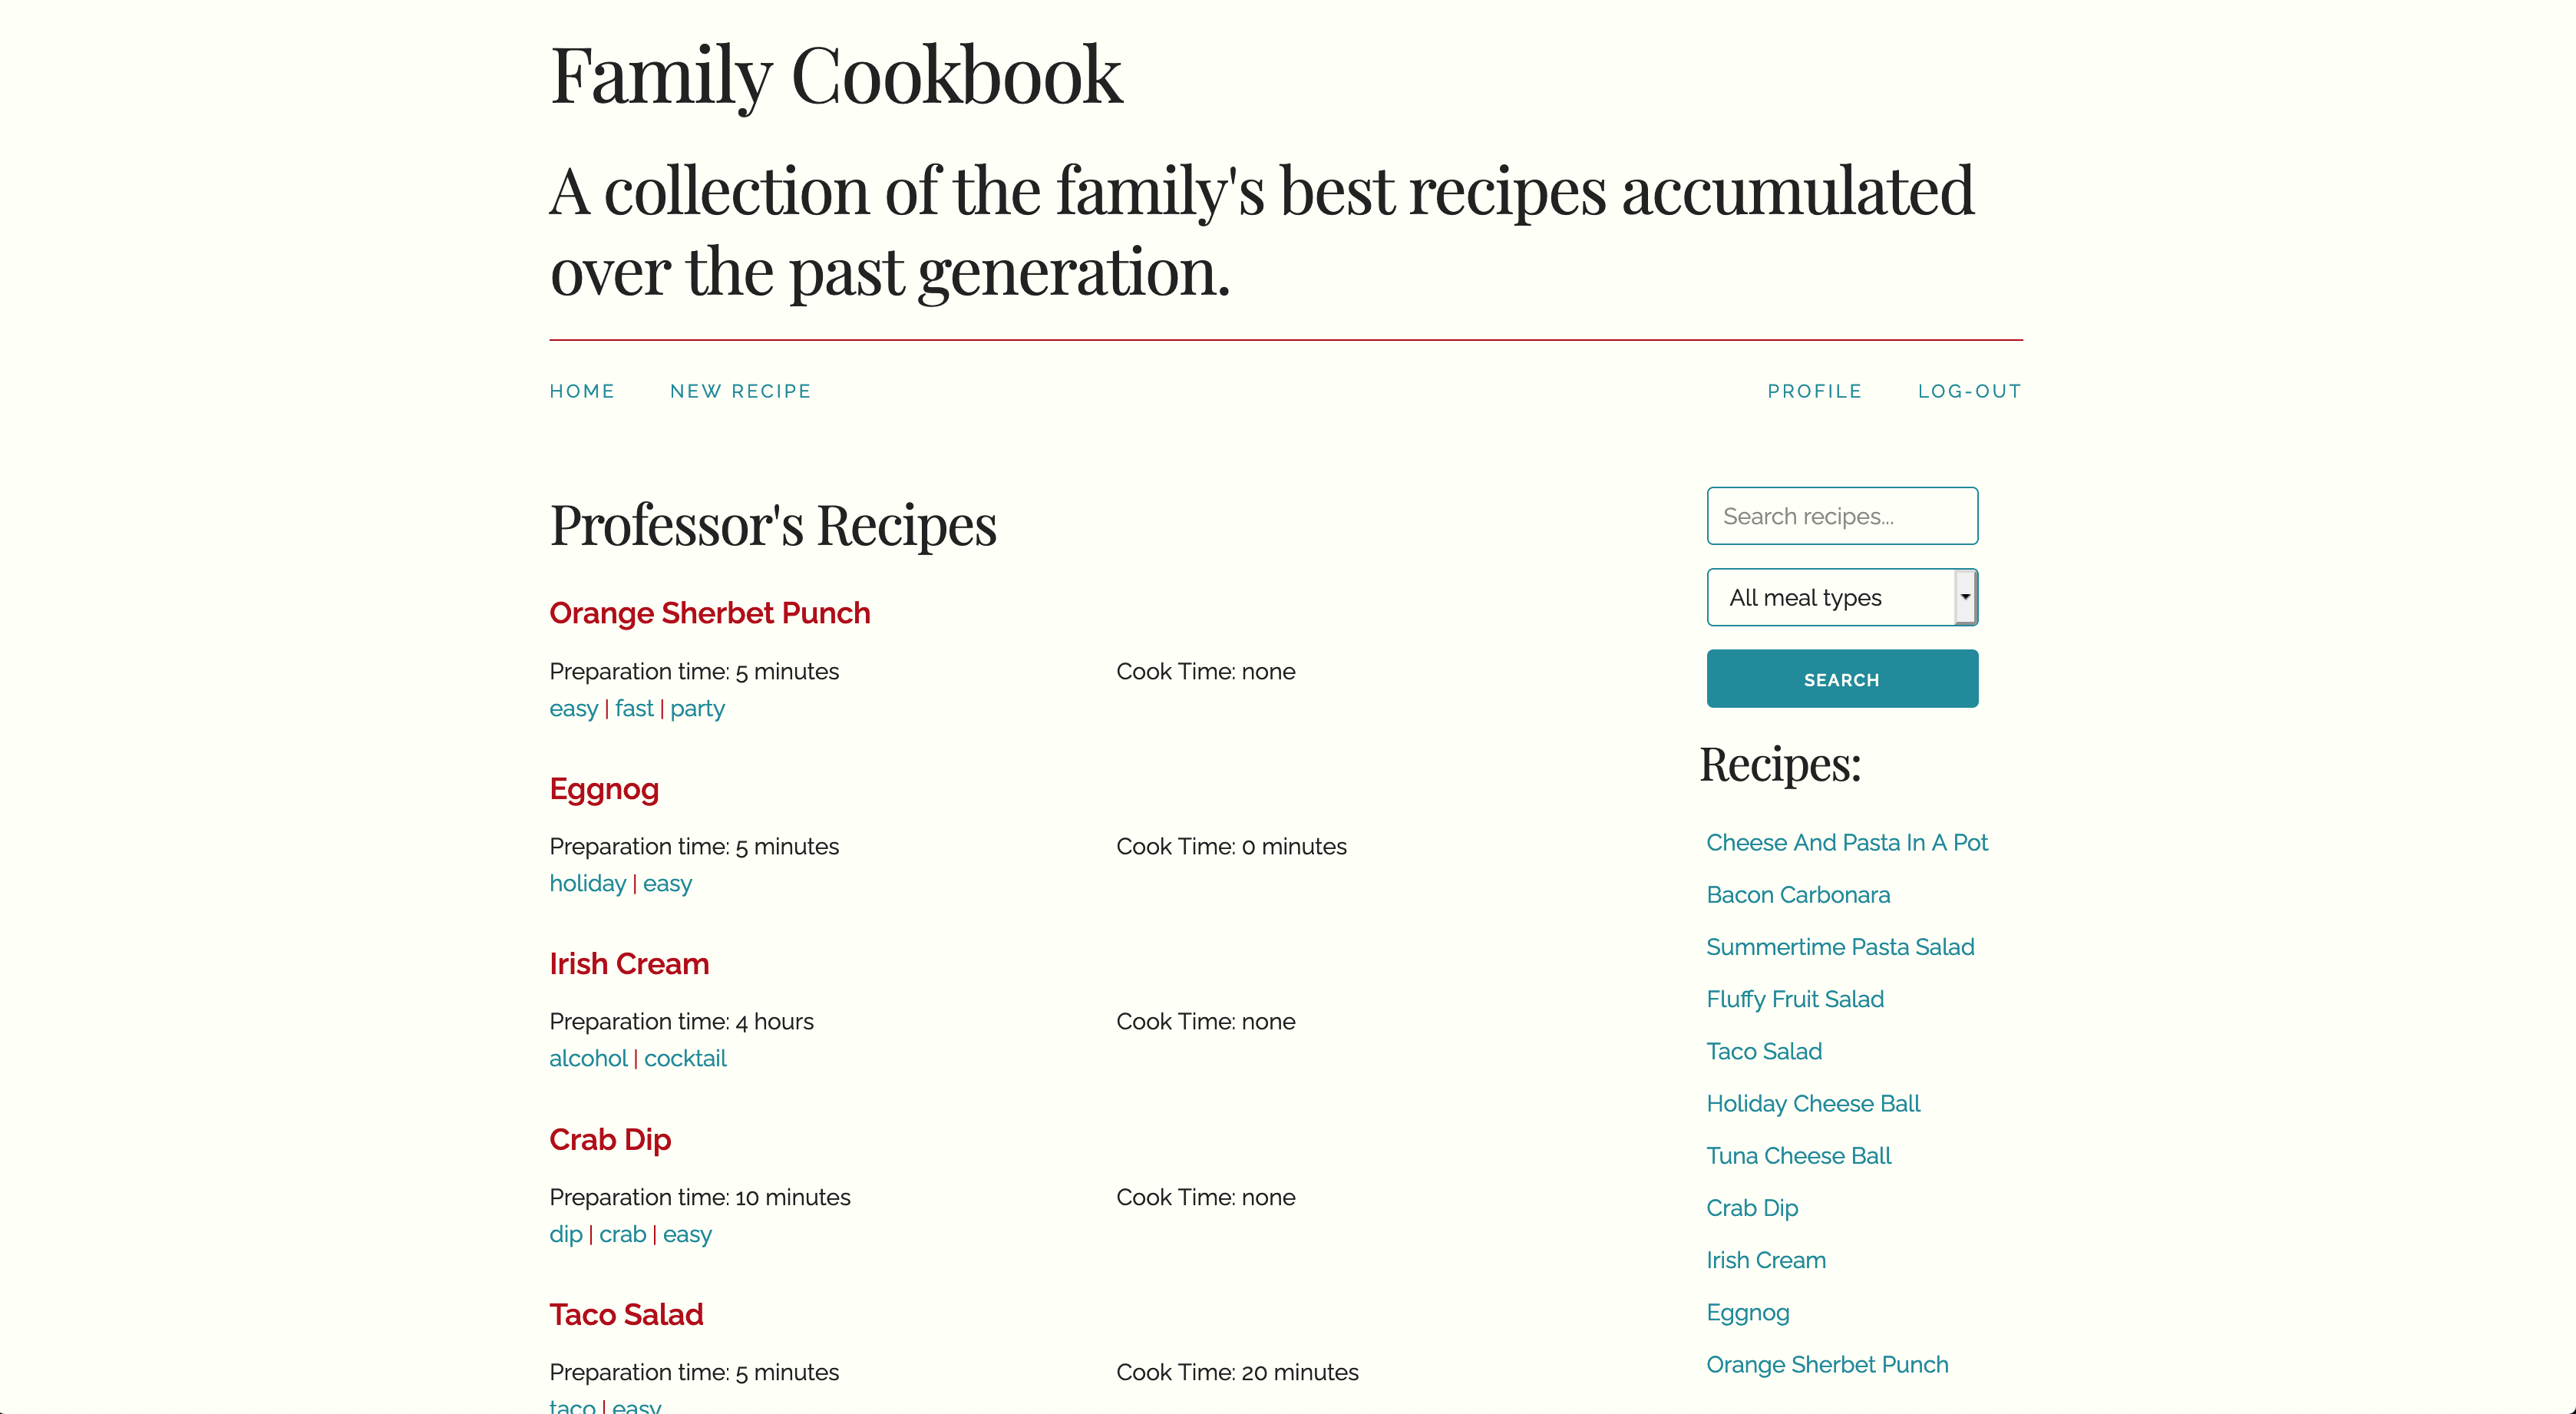 Family Cookbook
A collection of the family's best recipes accumulated
over the past generation.
HOME NEW RECIPE PROFILE LOG-OUT
Professor's Recipes
Orange Sherbet Punch
Preparation time: 5 minutes Cook Time: none
easy | fast | party
Eggnog
Preparation time: 5 minutes Cook Time: 0 minutes
holiday | easy
Irish Cream
Preparation time: 4 hours Cook Time: none
alcohol | cocktail
Crab Dip
Preparation time: 10 minutes Cook Time: none
dip | crab | easy
Taco Salad
Preparation time: 5 minutes Cook Time: 20 minutes
taco | easy
Search recipes...
All meal types
SEARCH
Recipes:
Cheese And Pasta In A Pot
Bacon Carbonara
Summertime Pasta Salad
Fluffy Fruit Salad
Taco Salad
Holiday Cheese Ball
Tuna Cheese Ball
Crab Dip
Irish Cream
Eggnog
Orange Sherbet Punch